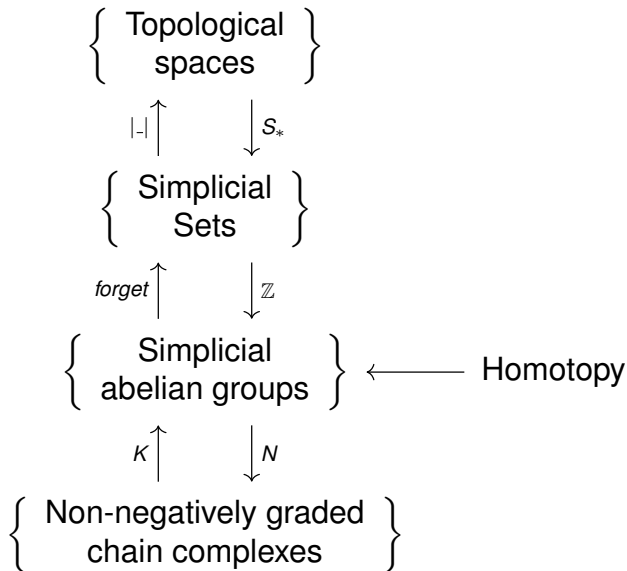 Topological
spaces
|-| S*
Simplicial
Sets
forget ℤ
Simplicial
abelian groups
Homotopy
K N
Non-negatively graded
chain complexes